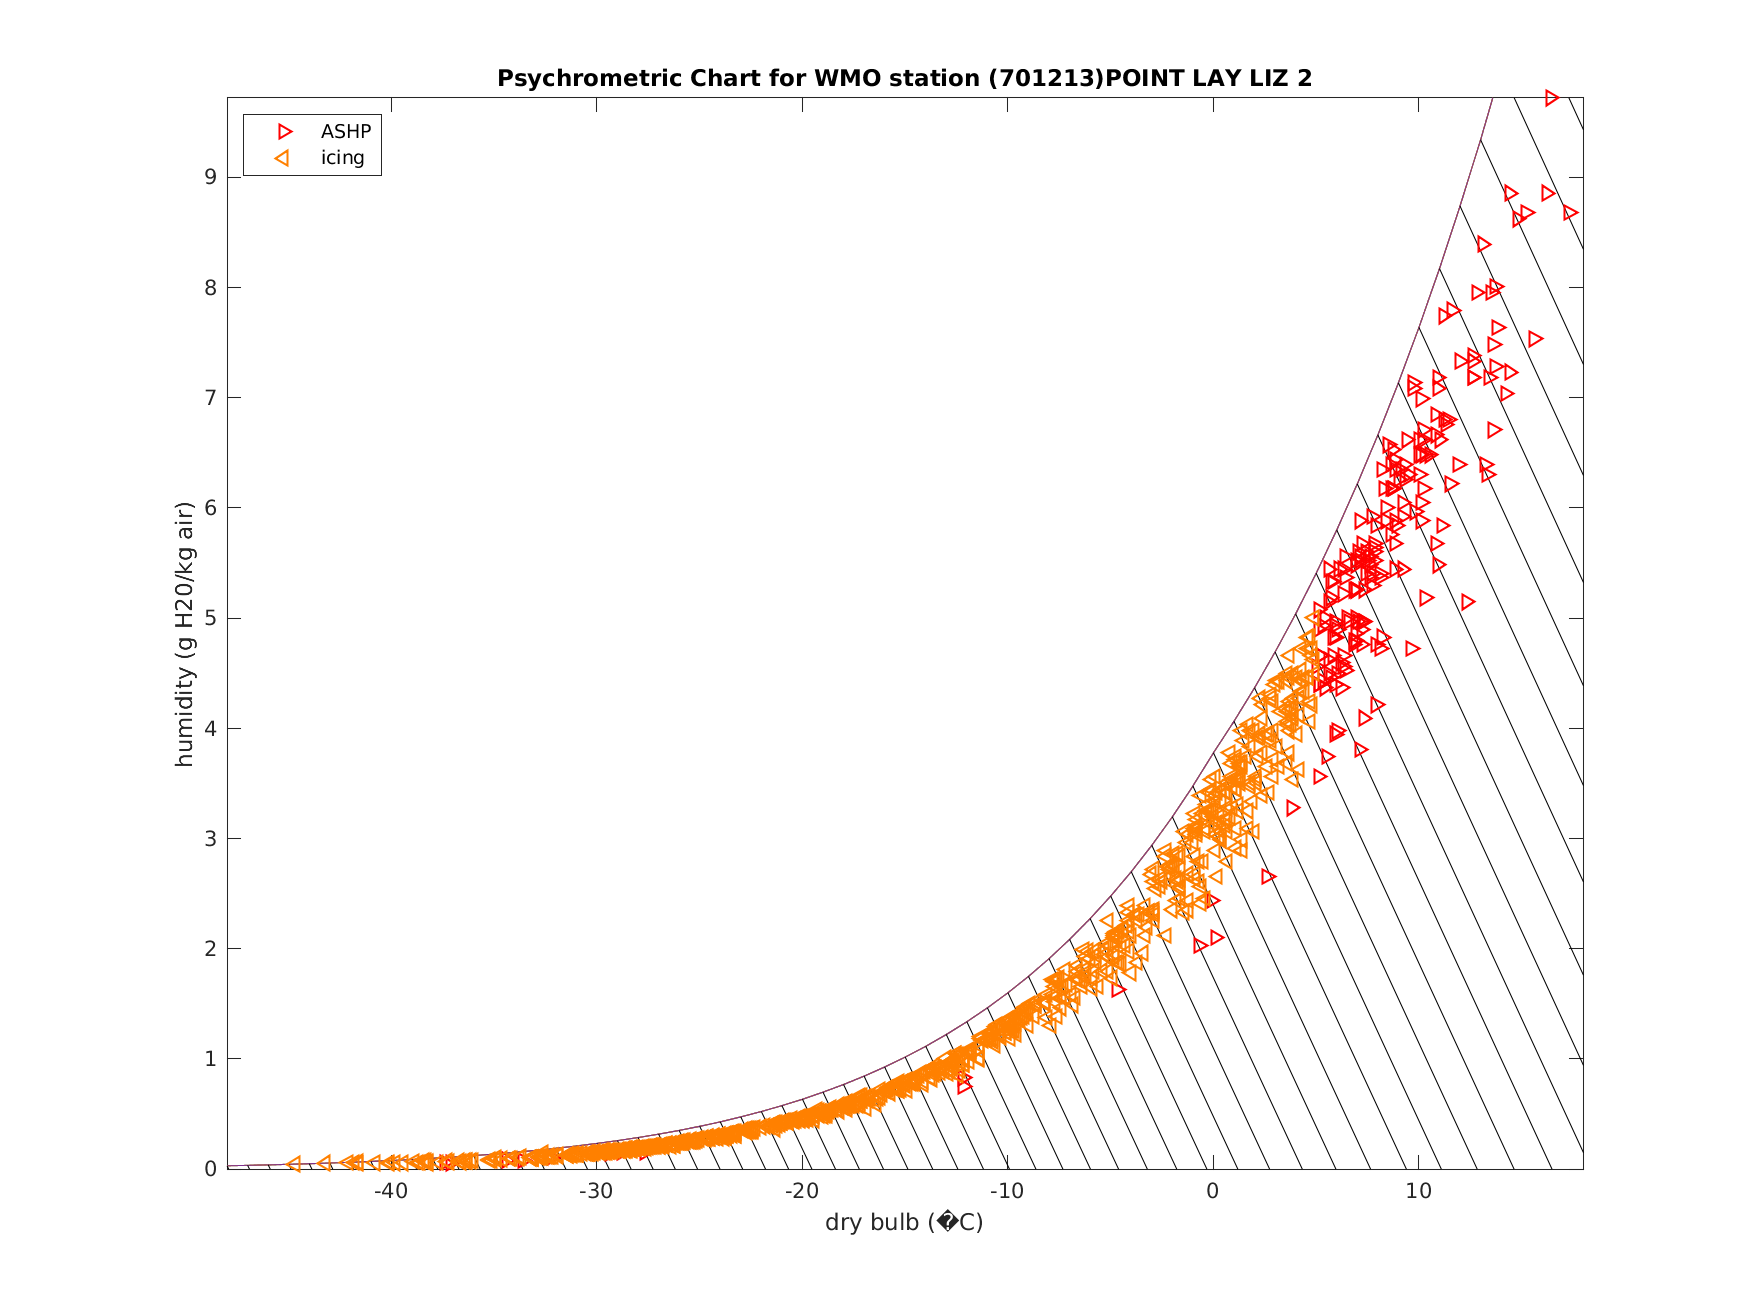 Psychrometric Chart for WMO station (701213)POINT LAY LIZ 2
ASHP
icing
9
8
7
6
5
4
3
2
1
0
humidity (g H20/kg air)
-40 -30 -20 -10 0 10
dry bulb (�C)